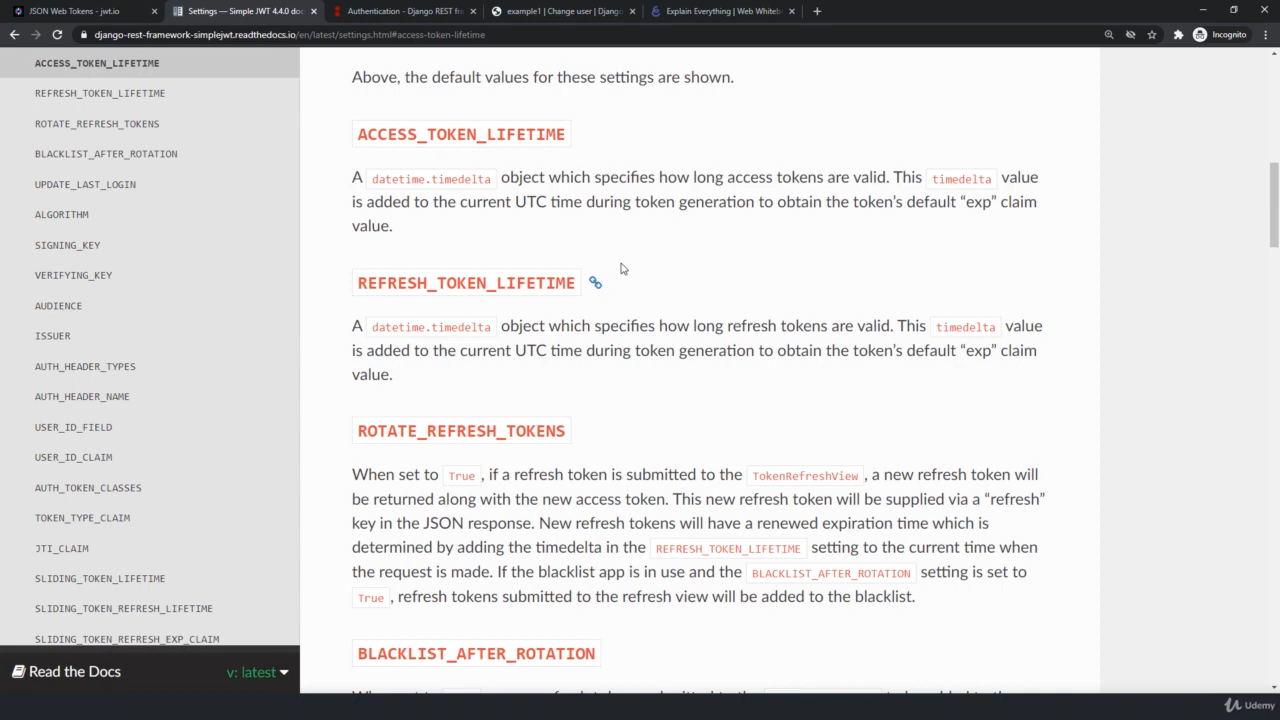 JSON Web Tokens - jwt.io
Settings — Simple JWT 4.4.0 doc
Authentication - Django REST fra
example1 | Change user | Django
Explain Everything | Web Whiteb
django-rest-framework-simplejwt.readthedocs.io/en/latest/settings.html#access-token-lifetime
Incognito
ACCESS_TOKEN_LIFETIME
REFRESH_TOKEN_LIFETIME
ROTATE_REFRESH_TOKENS
BLACKLIST_AFTER_ROTATION
UPDATE_LAST_LOGIN
ALGORITHM
SIGNING_KEY
VERIFYING_KEY
AUDIENCE
ISSUER
AUTH_HEADER_TYPES
AUTH_HEADER_NAME
USER_ID_FIELD
USER_ID_CLAIM
AUTH_TOKEN_CLASSES
TOKEN_TYPE_CLAIM
JTI_CLAIM
SLIDING_TOKEN_LIFETIME
SLIDING_TOKEN_REFRESH_LIFETIME
SLIDING_TOKEN_REFRESH_EXP_CLAIM
Read the Docs
v: latest
Above, the default values for these settings are shown.
ACCESS_TOKEN_LIFETIME
A datetime.timedelta object which specifies how long access tokens are valid. This timedelta value
is added to the current UTC time during token generation to obtain the token’s default “exp” claim
value.
REFRESH_TOKEN_LIFETIME
A datetime.timedelta object which specifies how long refresh tokens are valid. This timedelta value
is added to the current UTC time during token generation to obtain the token’s default “exp” claim
value.
ROTATE_REFRESH_TOKENS
When set to True , if a refresh token is submitted to the TokenRefreshView , a new refresh token will
be returned along with the new access token. This new refresh token will be supplied via a “refresh”
key in the JSON response. New refresh tokens will have a renewed expiration time which is
determined by adding the timedelta in the REFRESH_TOKEN_LIFETIME setting to the current time when
the request is made. If the blacklist app is in use and the BLACKLIST_AFTER_ROTATION setting is set to
True , refresh tokens submitted to the refresh view will be added to the blacklist.
BLACKLIST_AFTER_ROTATION
Udemy